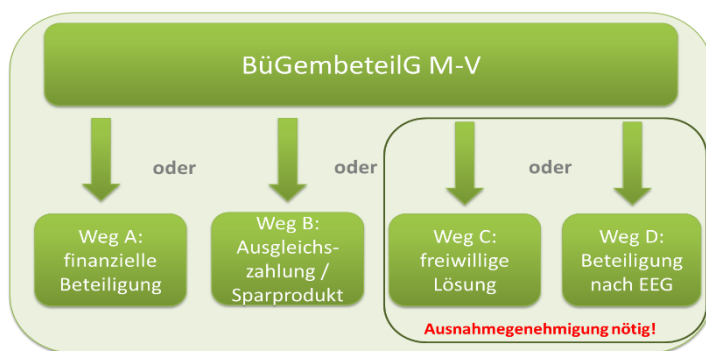 BüGembeteilG M-V
oder
oder
oder
Weg A:
finanzielle
Beteiligung
Weg B:
Ausgleichs-
zahlung /
Sparprodukt
Weg C:
freiwillige
Lösung
Weg D:
Beteiligung
nach EEG
Ausnahmegenehmigung nötig!